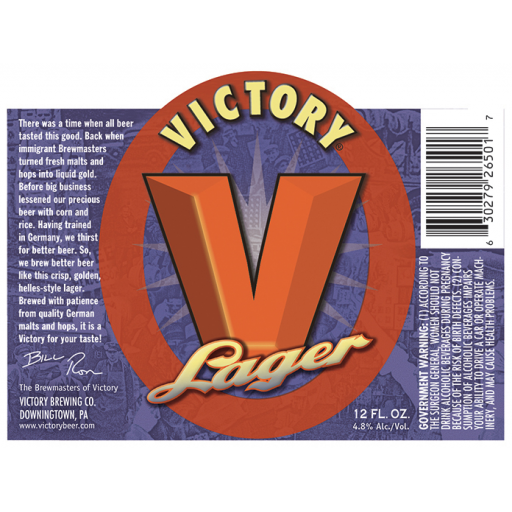 VICTORY®
V
Lager
There was a time when all beer
tasted this good. Back when
immigrant Brewmasters
turned fresh malts and
hops into liquid gold.
Before big business
lessened our precious
beer with corn and
rice. Having trained
in Germany, we thirst
for better beer. So,
we brew better beer
like this crisp, golden,
helles-style lager.
Brewed with patience
from quality German
malts and hops, it is a
Victory for your taste!
Bill Ron
The Brewmasters of Victory
VICTORY BREWING CO.
DOWNINGTOWN, PA
www.victorybeer.com
12 FL. OZ.
4.8% Alc./Vol.
GOVERNMENT WARNING: (1) ACCORDING TO
THE SURGEON GENERAL, WOMEN SHOULD NOT
DRINK ALCOHOLIC BEVERAGES DURING PREGNANCY
BECAUSE OF THE RISK OF BIRTH DEFECTS. (2) CON-
SUMPTION OF ALCOHOLIC BEVERAGES IMPAIRS
YOUR ABILITY TO DRIVE A CAR OR OPERATE MACH-
INERY, AND MAY CAUSE HEALTH PROBLEMS.
6 30279 26501 7